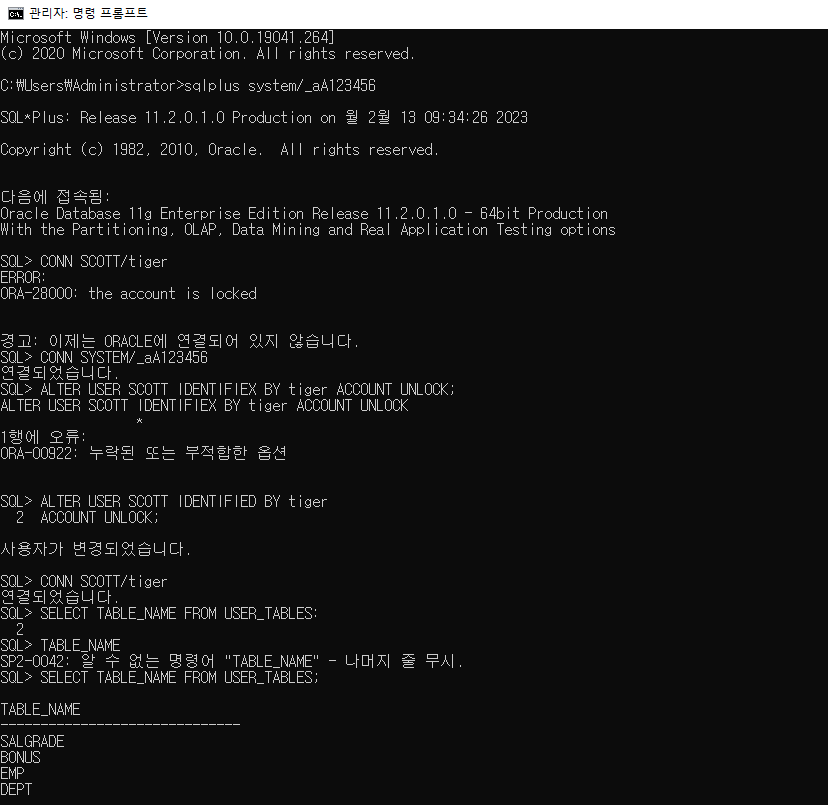 관리자: 명령 프롬프트
Microsoft Windows [Version 10.0.19041.264]
(c) 2020 Microsoft Corporation. All rights reserved.
C:\Users\Administrator>sqlplus system/_aA123456
SQL*Plus: Release 11.2.0.1.0 Production on 월 2월 13 09:34:26 2023
Copyright (c) 1982, 2010, Oracle.  All rights reserved.
다음에 접속됨:
Oracle Database 11g Enterprise Edition Release 11.2.0.1.0 - 64bit Production
With the Partitioning, OLAP, Data Mining and Real Application Testing options
SQL> CONN SCOTT/tiger
ERROR:
ORA-28000: the account is locked
경고: 이제는 ORACLE에 연결되어 있지 않습니다.
SQL> CONN SYSTEM/_aA123456
연결되었습니다.
SQL> ALTER USER SCOTT IDENTIFIEX BY tiger ACCOUNT UNLOCK;
ALTER USER SCOTT IDENTIFIEX BY tiger ACCOUNT UNLOCK
*
1행에 오류:
ORA-00922: 누락된 또는 부적합한 옵션
SQL> ALTER USER SCOTT IDENTIFIED BY tiger
2  ACCOUNT UNLOCK;
사용자가 변경되었습니다.
SQL> CONN SCOTT/tiger
연결되었습니다.
SQL> SELECT TABLE_NAME FROM USER_TABLES:
2
SQL> TABLE_NAME
SP2-0042: 알 수 없는 명령어 "TABLE_NAME" - 나머지 줄 무시.
SQL> SELECT TABLE_NAME FROM USER_TABLES;
TABLE_NAME
------------------------------
SALGRADE
BONUS
EMP
DEPT